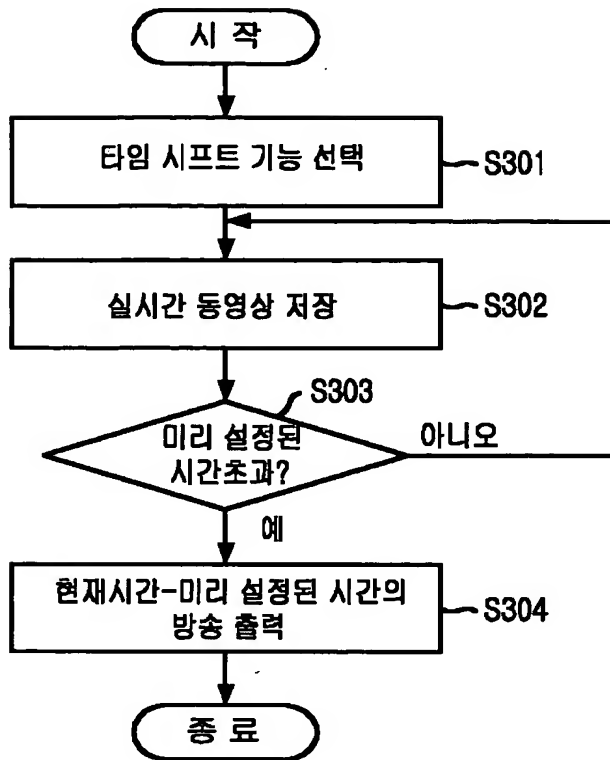 시 작
타임 시프트 기능 선택
S301
실시간 동영상 저장
S302
S303
미리 설정된
시간초과?
아니오
예
현재시간-미리 설정된 시간의
방송 출력
S304
종 료